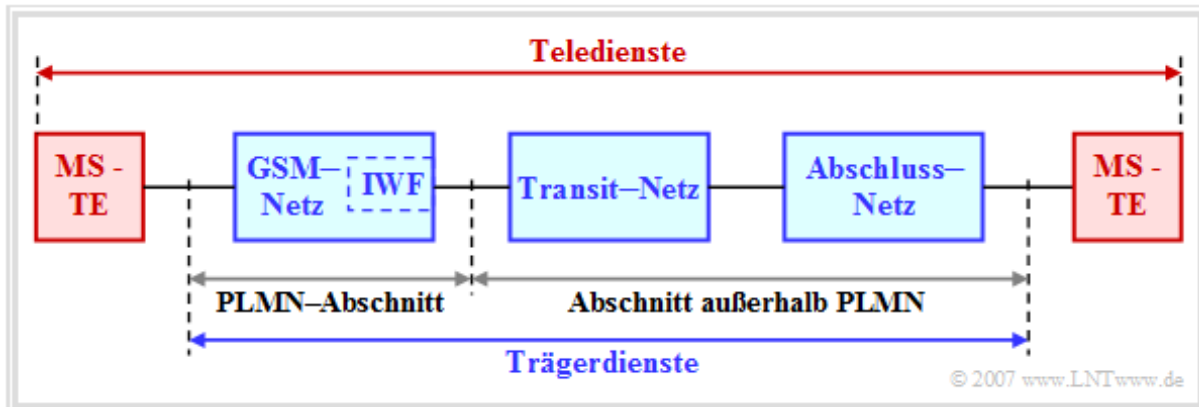 Teledienste
MS -
TE
GSM–
Netz
IWF
Transit–Netz
Abschluss–
Netz
MS -
TE
PLMN–Abschnitt
Abschnitt außerhalb PLMN
Trägerdienste
© 2007 www.LNTwww.de